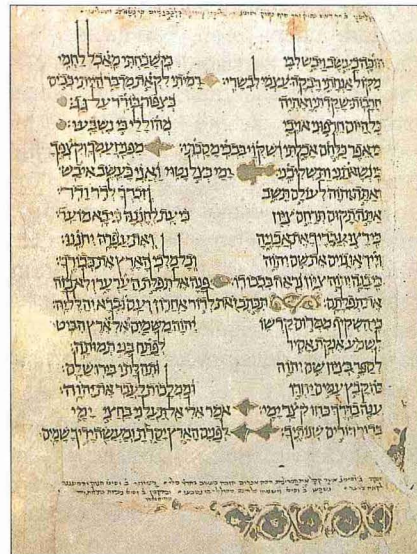 הוכה כעשב ויבש לבי כי שכחתי מאכל לחמי
מקול אנחתי דבקה עצמי לבשרי דמיתי לקאת מדבר הייתי ככוס
חרבות שקדתי ואהיה כצפור בודד על גג
כל היום חרפוני אויבי מהוללי בי נשבעו
כי אפר כלחם אכלתי ושקוי בבכי מסכתי מפני זעמך וקצפך
כי נשאתני ותשליכני ימי כצל נטוי ואני כעשב איבש
ואתה יהוה לעולם תשב וזכרך לדר ודר
אתה תקום תרחם ציון כי עת לחננה כי בא מועד
כי רצו עבדיך את אבניה ואת עפרה יחננו
וייראו גוים את שם יהוה וכל מלכי הארץ את כבודך
כי בנה יהוה ציון נראה בכבודו פנה אל תפלת הערער ולא בזה
את תפלתם תכתב זאת לדור אחרון ועם נברא יהלל יה
כי השקיף ממרום קדשו יהוה משמים אל ארץ הביט
לשמע אנקת אסיר לפתח בני תמותה
לספר בציון שם יהוה ותהלתו בירושלם
בהקבץ עמים יחדו וממלכות לעבד את יהוה
ענה בדרך כחו קצר ימי אמר אלי אל תעלני בחצי ימי
בדור דורים שנותיך לפנים הארץ יסדת ומעשה ידיך שמים